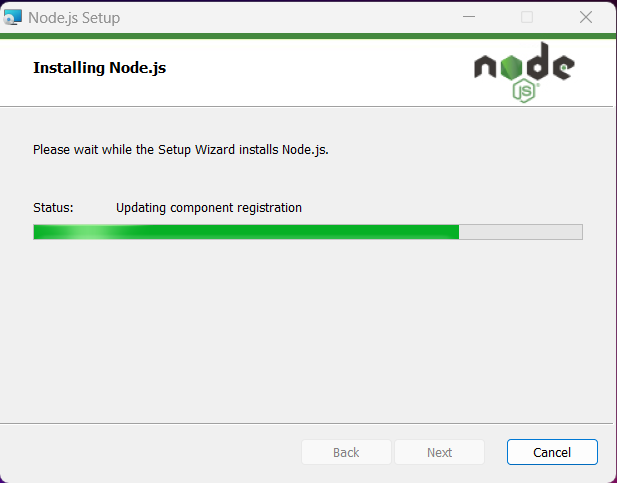 Node.js Setup
Installing Node.js
node
JS
Please wait while the Setup Wizard installs Node.js.
Status: Updating component registration
Back Next Cancel